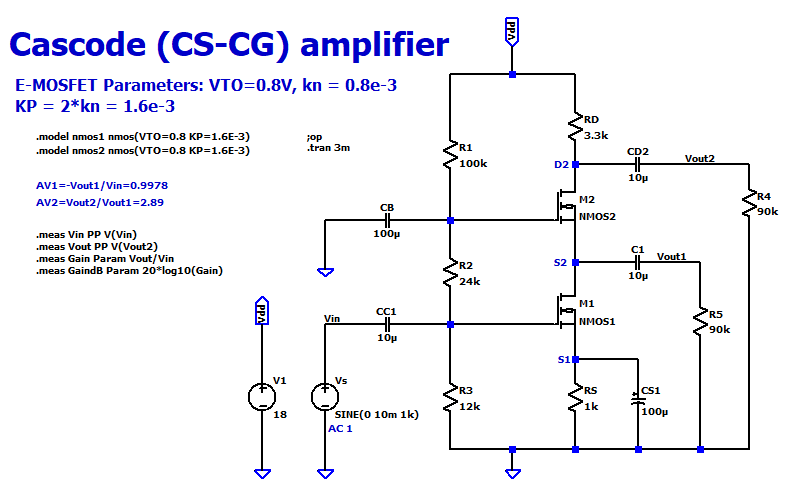 Cascode (CS-CG) amplifier
E-MOSFET Parameters: VTO=0.8V, kn = 0.8e-3
KP = 2*kn = 1.6e-3
.model nmos1 nmos(VTO=0.8 KP=1.6E-3)
.model nmos2 nmos(VTO=0.8 KP=1.6E-3)
;op
.tran 3m
AV1=-Vout1/Vin=0.9978
AV2=Vout2/Vout1=2.89
.meas Vin PP V(Vin)
.meas Vout PP V(Vout2)
.meas Gain Param Vout/Vin
.meas GaindB Param 20*log10(Gain)
Vdd
R1
100k
RD
3.3k
D2
CD2
10µ
Vout2
R4
90k
M2
NMOS2
CB
100µ
R2
24k
S2
C1
10µ
Vout1
R5
90k
M1
NMOS1
Vdd
Vin
CC1
10µ
S1
V1
18
Vs
SINE(0 10m 1k)
AC 1
R3
12k
RS
1k
CS1
100µ